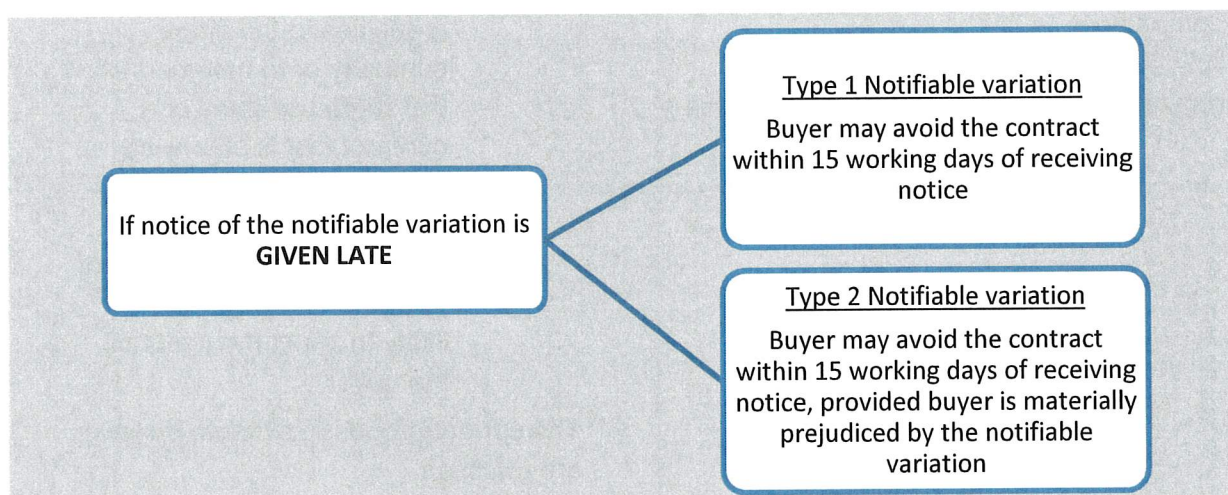 Type 1 Notifiable variation
Buyer may avoid the contract
within 15 working days of receiving
notice
If notice of the notifiable variation is
GIVEN LATE
Type 2 Notifiable variation
Buyer may avoid the contract
within 15 working days of receiving
notice, provided buyer is materially
prejudiced by the notifiable
variation